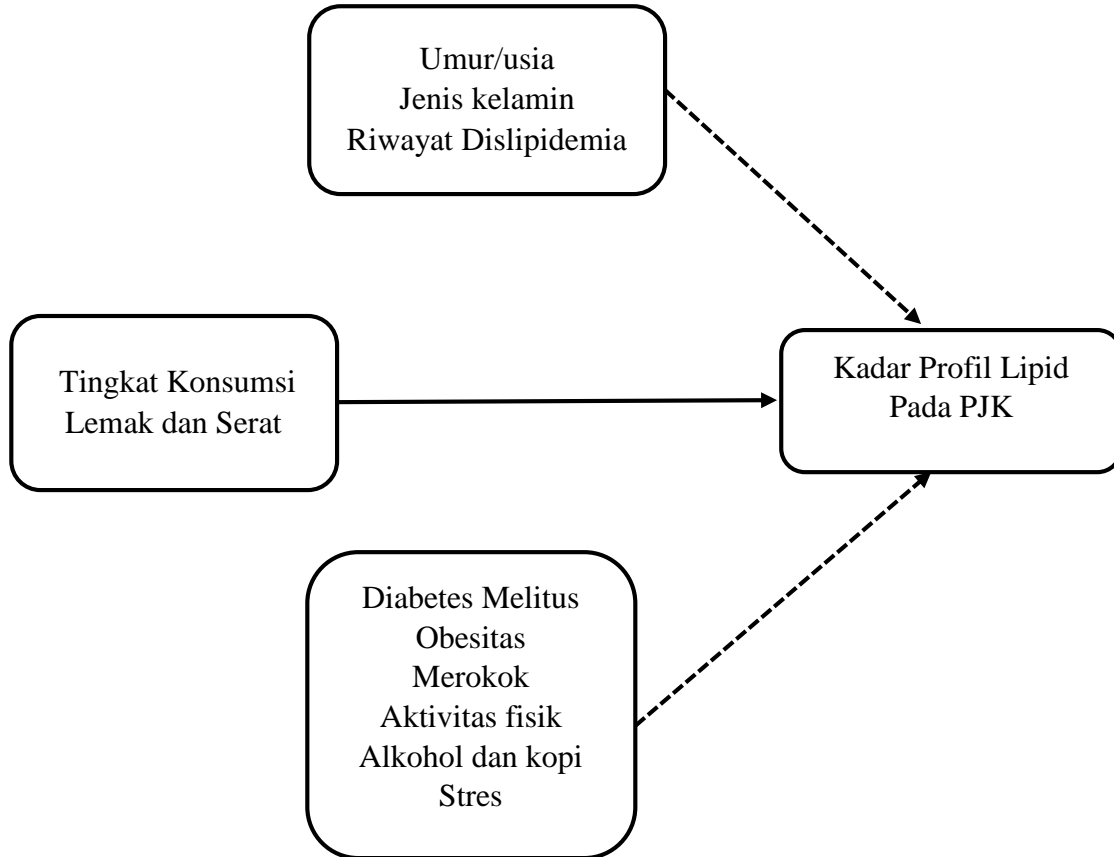 Umur/usia
Jenis kelamin
Riwayat Dislipidemia
Tingkat Konsumsi
Lemak dan Serat
Kadar Profil Lipid
Pada PJK
Diabetes Melitus
Obesitas
Merokok
Aktivitas fisik
Alkohol dan kopi
Stres